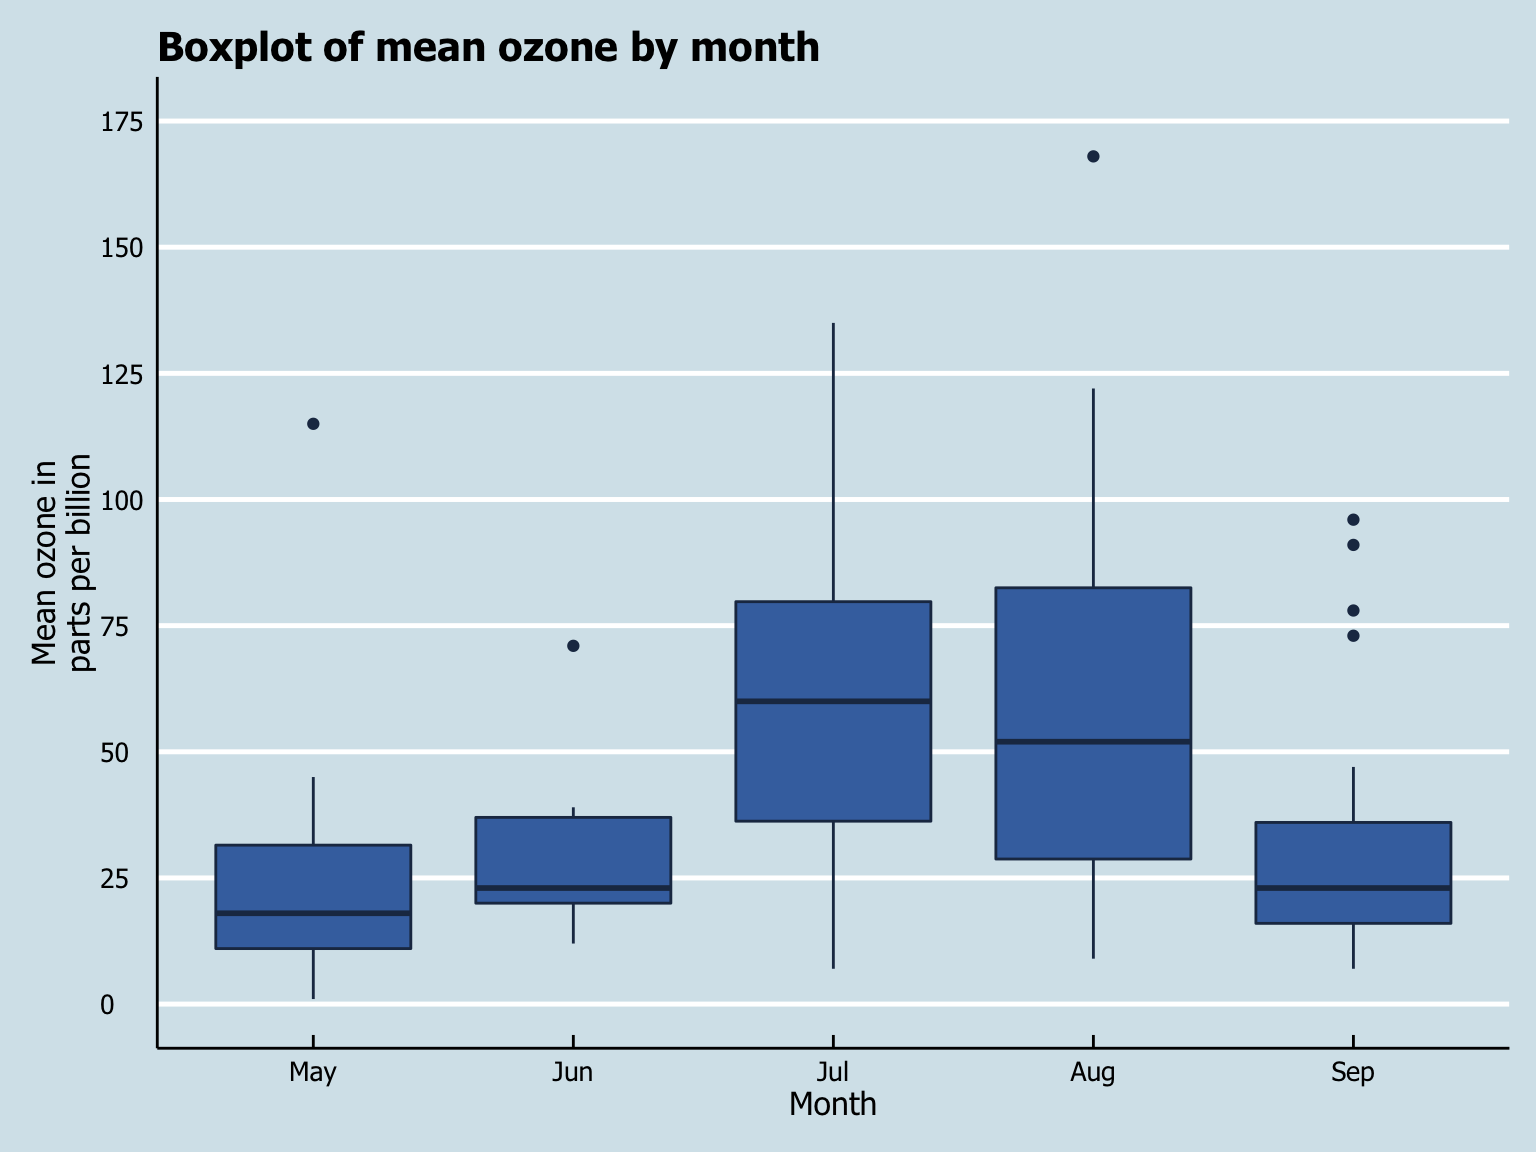 Boxplot of mean ozone by month
Mean ozone in
parts per billion
175
150
125
100
75
50
25
0
May
Jun
Jul
Aug
Sep
Month